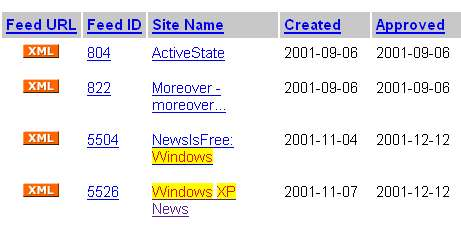 Feed URL Feed ID Site Name Created Approved
XML 804 ActiveState 2001-09-06 2001-09-06
XML 822 Moreover - 2001-09-06 2001-09-06
moreover...
XML 5504 NewsIsFree: 2001-11-04 2001-12-12
Windows
XML 5526 Windows XP 2001-11-07 2001-12-12
News